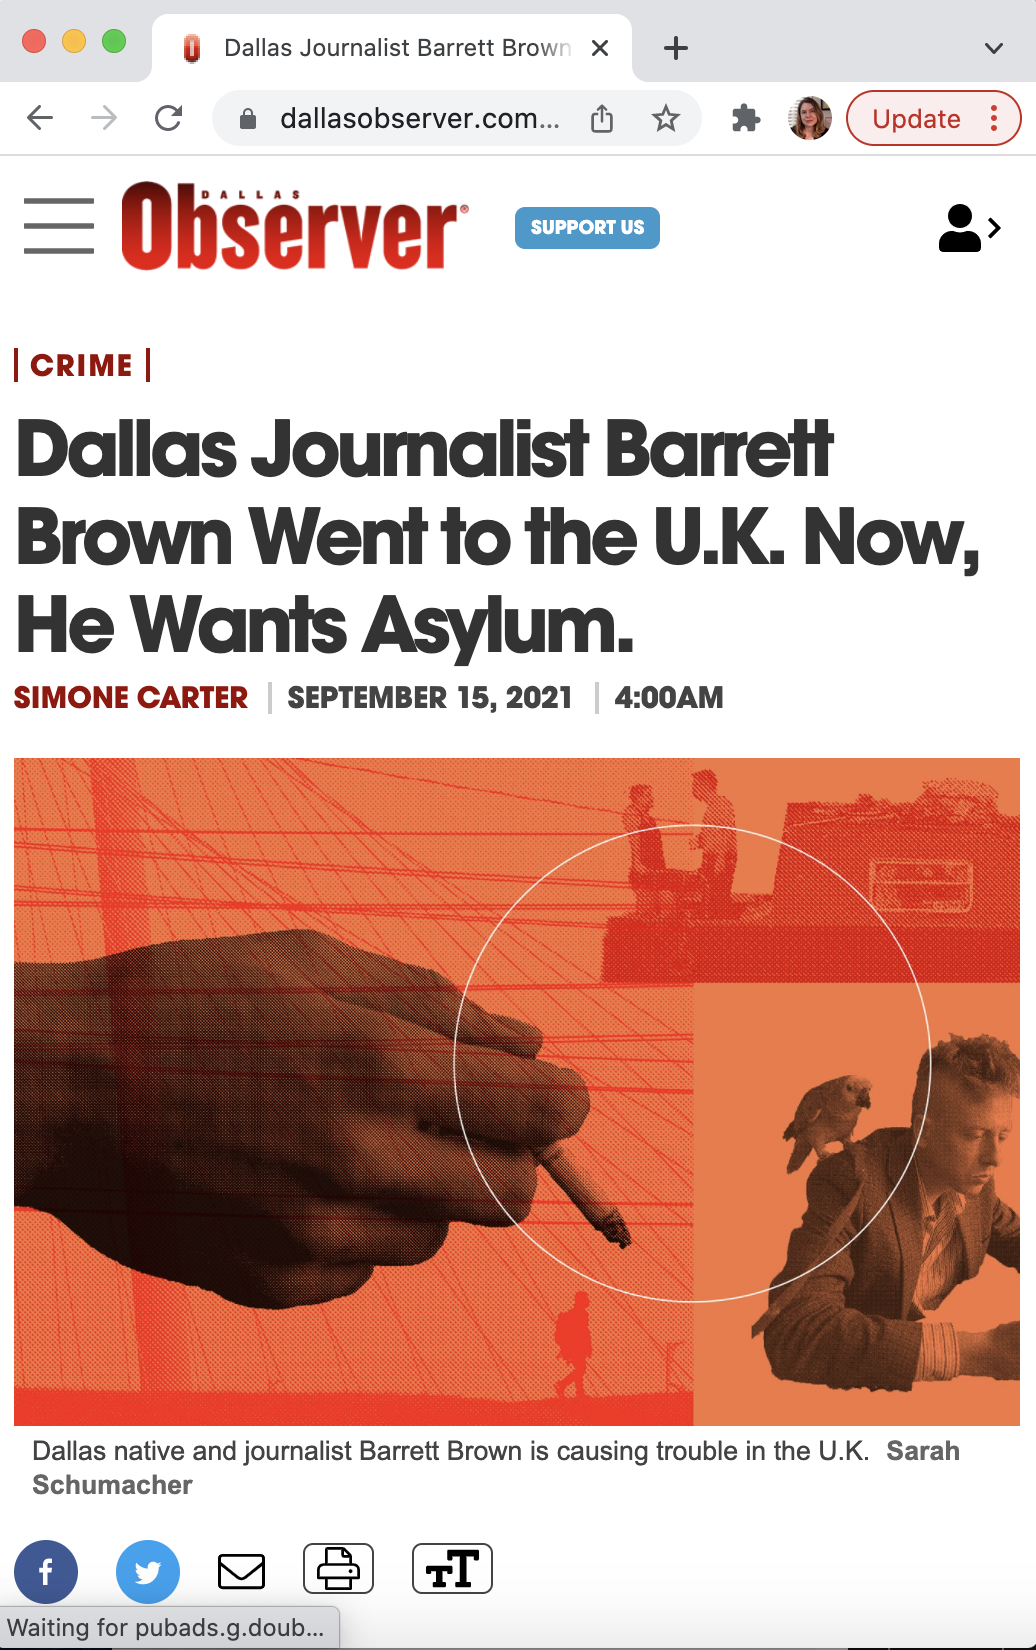 Dallas Journalist Barrett Brown
dallasobserver.com...
Update
DALLAS
Observer
SUPPORT US
CRIME
Dallas Journalist Barrett
Brown Went to the U.K. Now,
He Wants Asylum.
SIMONE CARTER | SEPTEMBER 15, 2021 | 4:00AM
Dallas native and journalist Barrett Brown is causing trouble in the U.K. Sarah
Schumacher
f
TT
Waiting for pubads.g.doub...